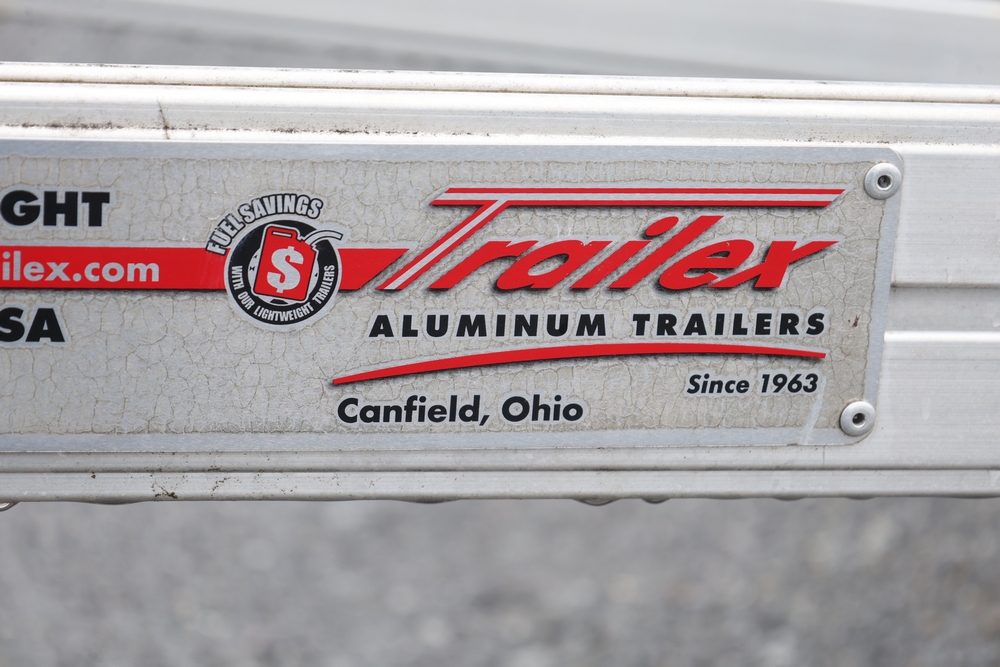 GHT
ilex.com
SA
FUEL SAVINGS
$
WITH OUR LIGHTWEIGHT TRAILERS
Trailex
ALUMINUM TRAILERS
Since 1963
Canfield, Ohio